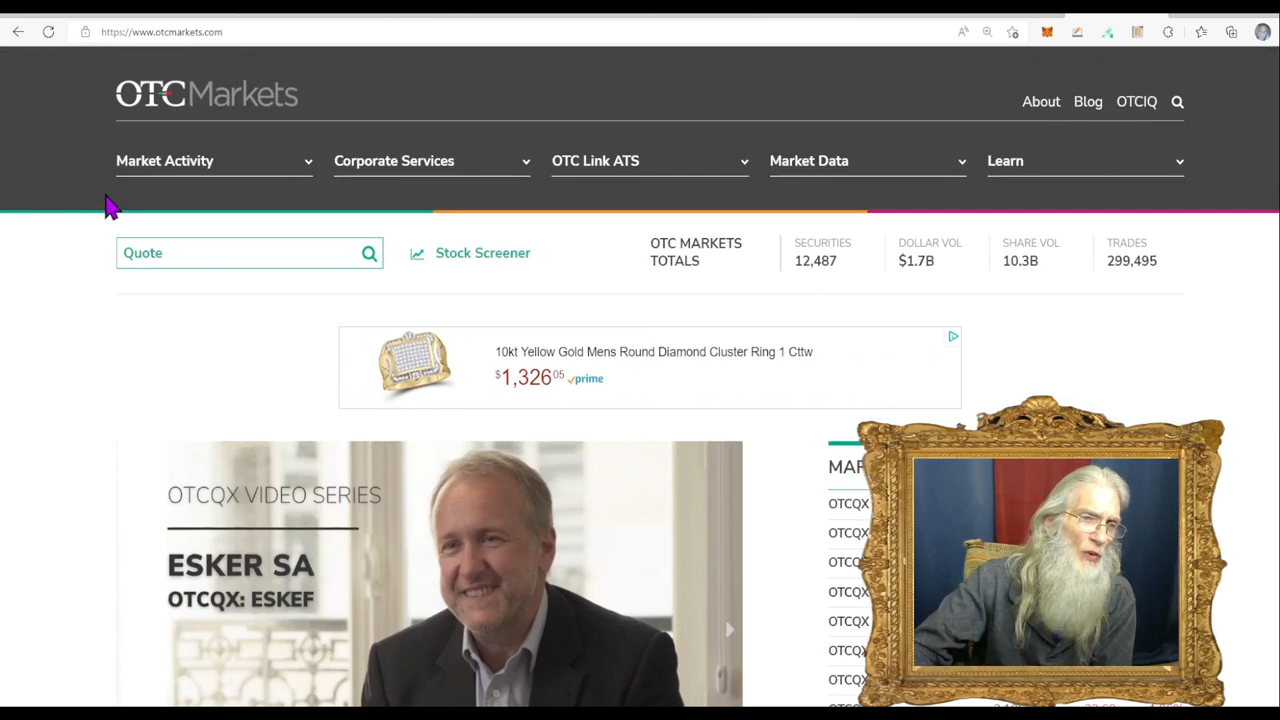 https://www.otcmarkets.com
OTCMarkets
About Blog OTCIQ
Market Activity Corporate Services OTC Link ATS Market Data Learn
Quote
Stock Screener
OTC MARKETS
TOTALS
SECURITIES
12,487
DOLLAR VOL
$1.7B
SHARE VOL
10.3B
TRADES
299,495
10kt Yellow Gold Mens Round Diamond Cluster Ring 1 Cttw
$1,326.05 prime
OTCQX VIDEO SERIES
ESKER SA
OTCQX: ESKEF
OTCQX
OTCQX
OTCQX
OTCQX
OTCQX
OTCQX
OTCQX